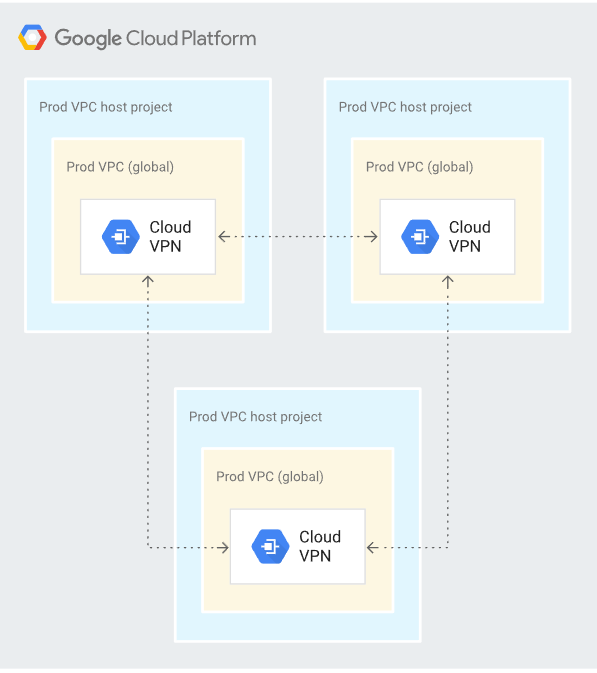 Google Cloud Platform
Prod VPC host project
Prod VPC (global)
Cloud
VPN
Prod VPC host project
Prod VPC (global)
Cloud
VPN
Prod VPC host project
Prod VPC (global)
Cloud
VPN